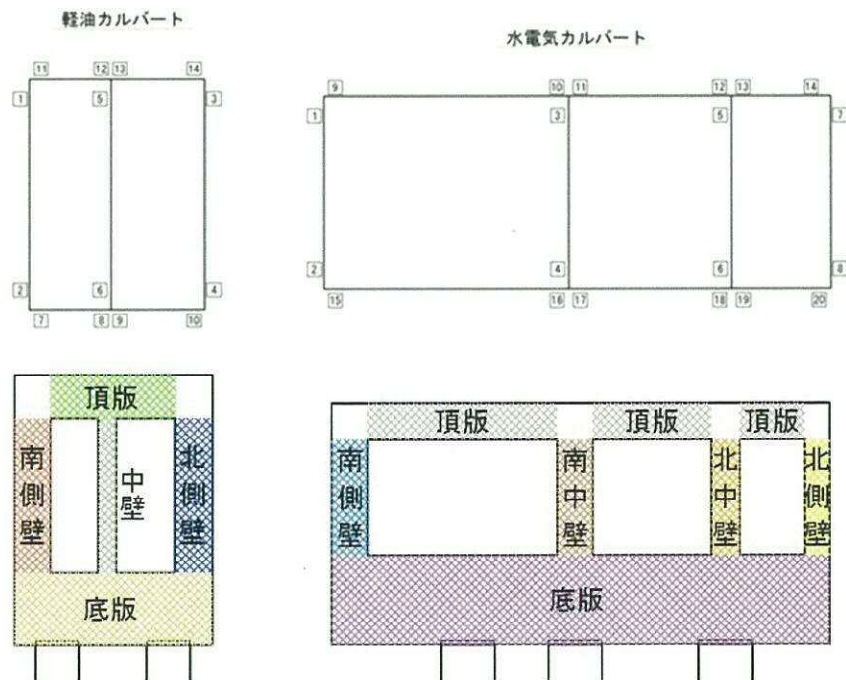 軽油カルバート
水電気カルバート
11 12 13 14
1 5 3
2 6 4
7 8 9 10
9 10 11 12 13 14
1 3 5 7
2 4 6 8
15 16 17 18 19 20
頂版
南側壁
中壁
北側壁
底版
頂版 頂版 頂版
南側壁
南中壁
北中壁
北側壁
底版